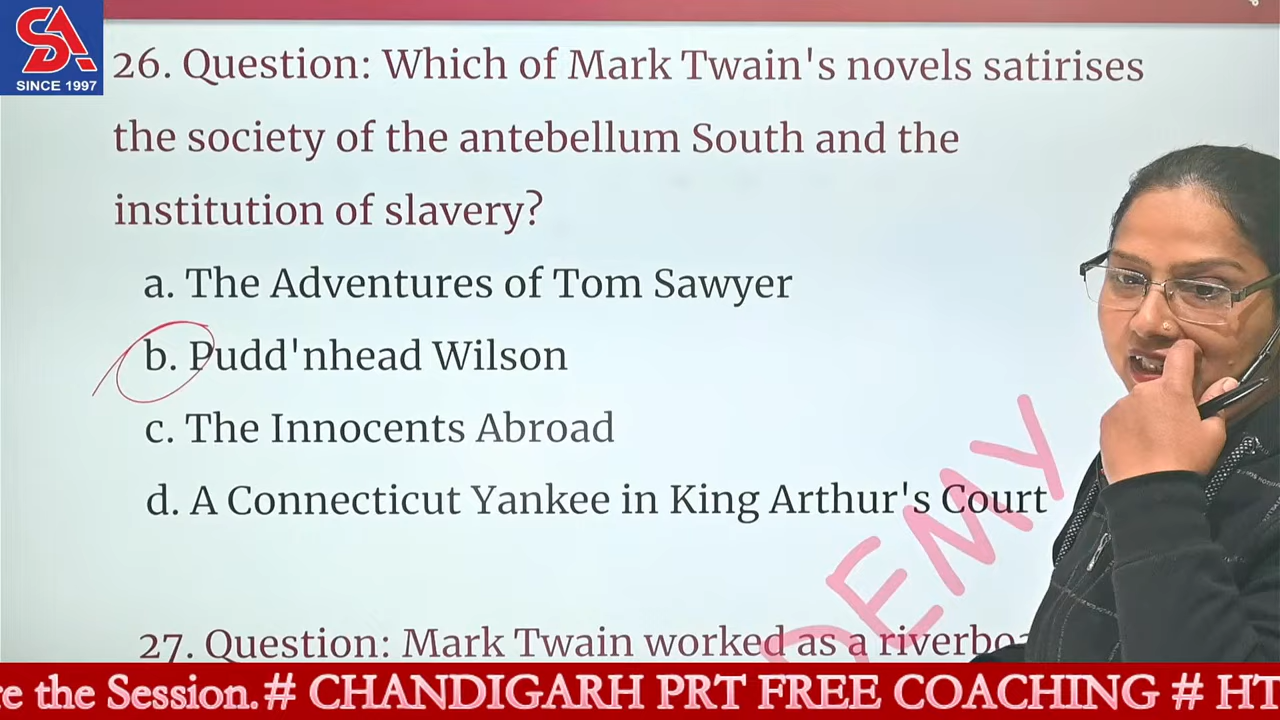 SA
SINCE 1997
26. Question: Which of Mark Twain's novels satirises
the society of the antebellum South and the
institution of slavery?
a. The Adventures of Tom Sawyer
b. Pudd'nhead Wilson
c. The Innocents Abroad
d. A Connecticut Yankee in King Arthur's Court
DEMY
27. Question: Mark Twain worked as a riverboa
re the Session.# CHANDIGARH PRT FREE COACHING # HT